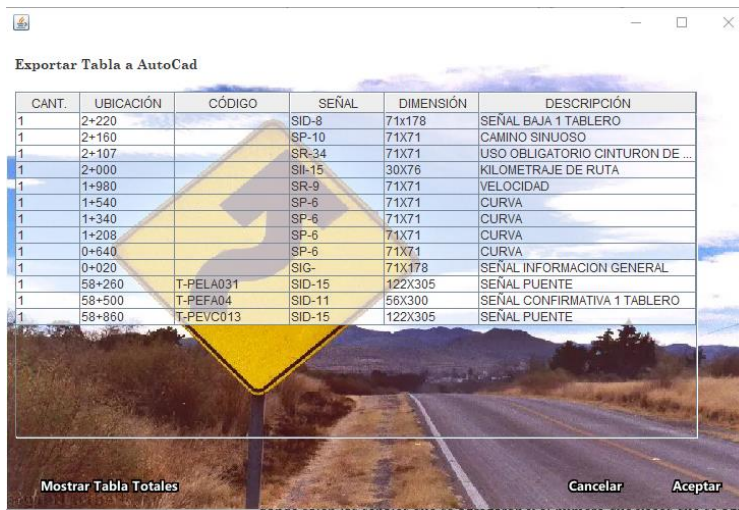 Exportar Tabla a AutoCad
CANT. UBICACIÓN CÓDIGO SEÑAL DIMENSIÓN DESCRIPCIÓN
1 2+220 SID-8 71x178 SEÑAL BAJA 1 TABLERO
1 2+160 SP-10 71X71 CAMINO SINUOSO
1 2+107 SR-34 71X71 USO OBLIGATORIO CINTURON DE ...
1 2+000 SII-15 30X76 KILOMETRAJE DE RUTA
1 1+980 SR-9 71X71 VELOCIDAD
1 1+540 SP-6 71X71 CURVA
1 1+340 SP-6 71X71 CURVA
1 1+208 SP-6 71X71 CURVA
1 0+640 SP-6 71X71 CURVA
1 0+020 SIG- 71X178 SEÑAL INFORMACION GENERAL
1 58+260 T-PELA031 SID-15 122X305 SEÑAL PUENTE
1 58+500 T-PEFA04 SID-11 56X300 SEÑAL CONFIRMATIVA 1 TABLERO
1 58+860 T-PEVC013 SID-15 122X305 SEÑAL PUENTE
Mostrar Tabla Totales Cancelar Aceptar